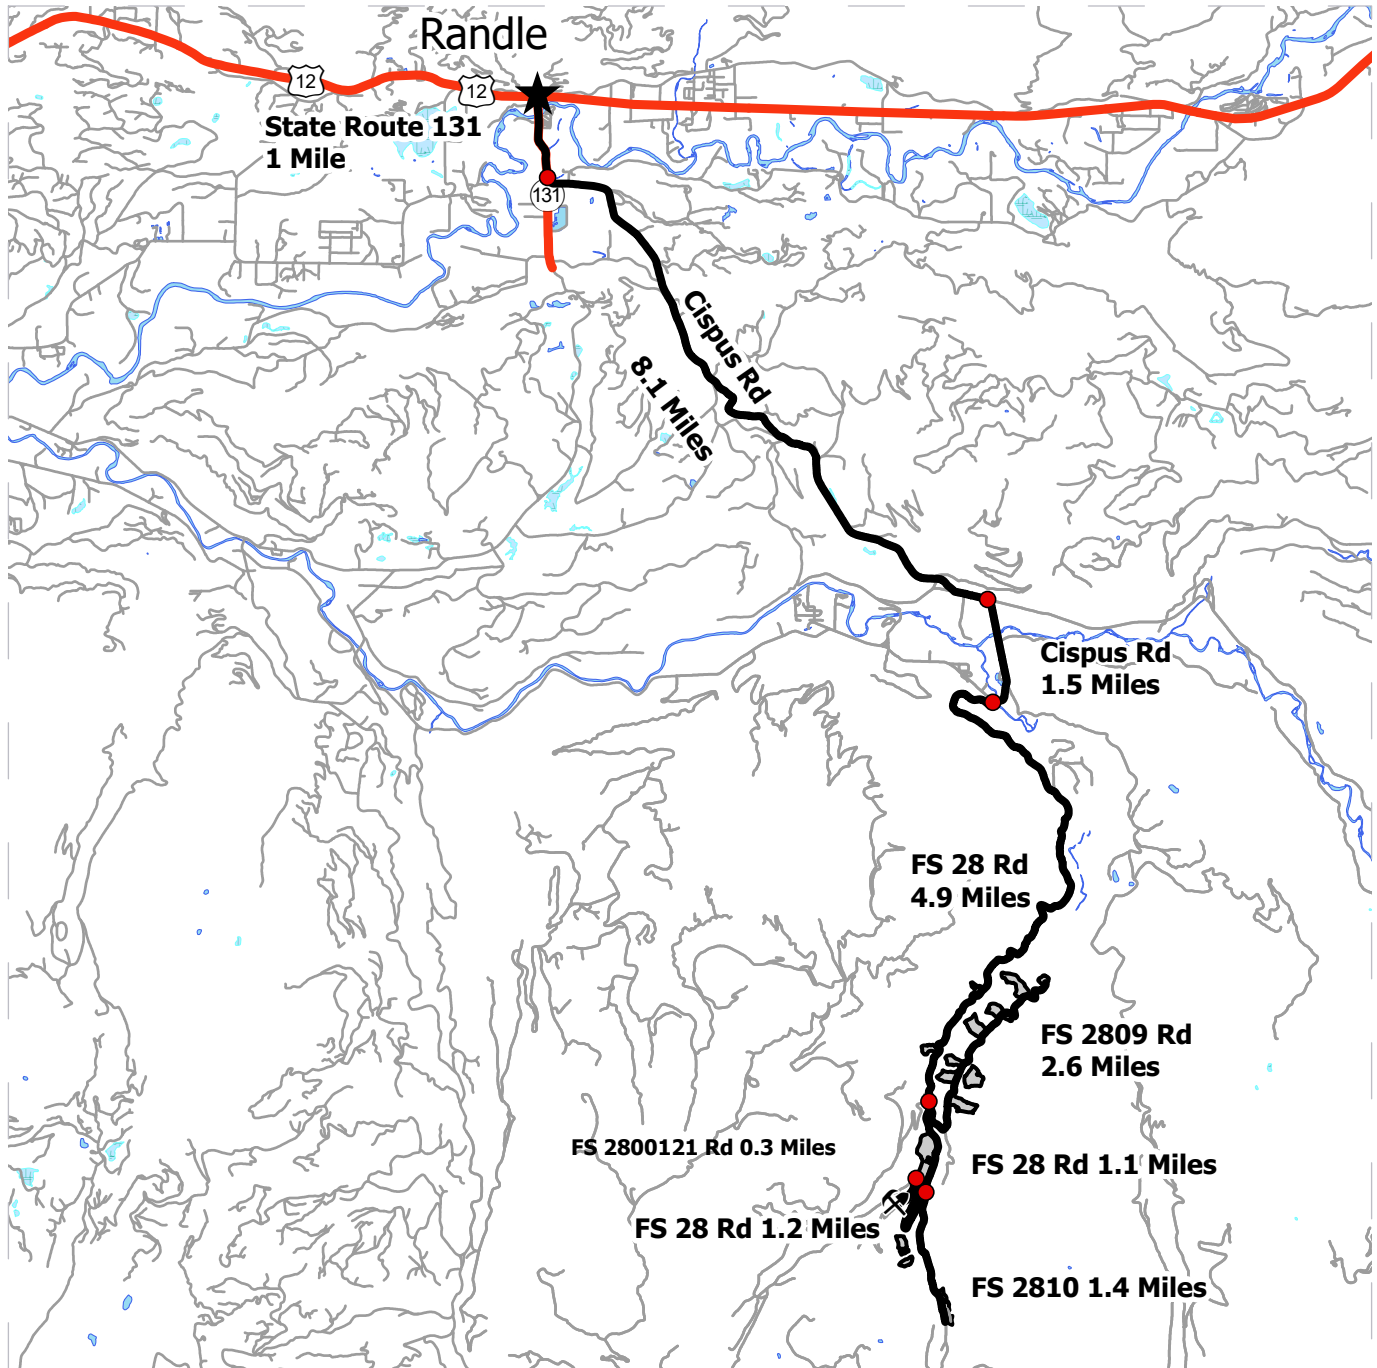 Randle
12
12
State Route 131
1 Mile
131
Cispus Rd
8.1 Miles
Cispus Rd
1.5 Miles
FS 28 Rd
4.9 Miles
FS 2809 Rd
2.6 Miles
FS 2800121 Rd 0.3 Miles
FS 28 Rd 1.1 Miles
FS 28 Rd 1.2 Miles
FS 2810 1.4 Miles